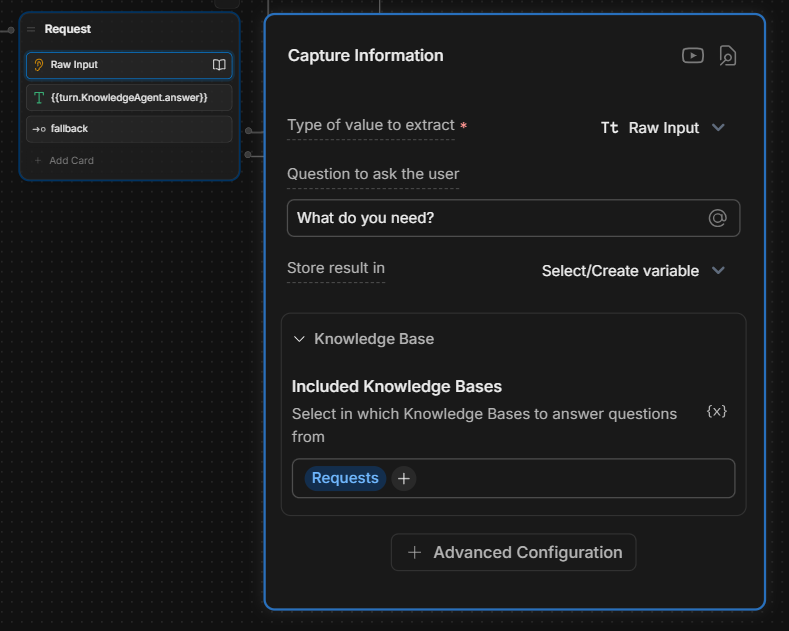 Request
Raw Input
{{turn.KnowledgeAgent.answer}}
fallback
+ Add Card
Capture Information
Type of value to extract *
Tt Raw Input
Question to ask the user
What do you need?
Store result in
Select/Create variable
Knowledge Base
Included Knowledge Bases
Select in which Knowledge Bases to answer questions
from
{x}
Requests +
+ Advanced Configuration